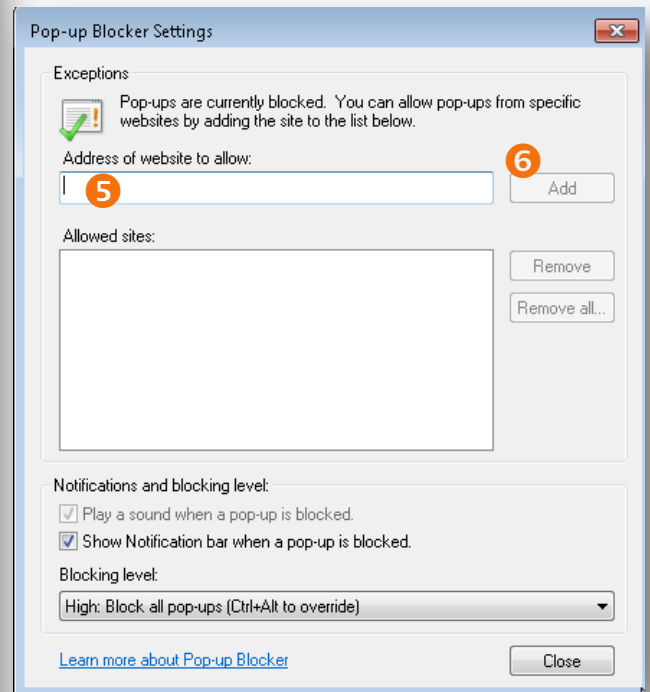 Pop-up Blocker Settings
Exceptions
Pop-ups are currently blocked. You can allow pop-ups from specific
websites by adding the site to the list below.
Address of website to allow:
5
6
Add
Allowed sites:
Remove
Remove all...
Notifications and blocking level:
Play a sound when a pop-up is blocked.
Show Notification bar when a pop-up is blocked.
Blocking level:
High: Block all pop-ups (Ctrl+Alt to override)
Learn more about Pop-up Blocker
Close